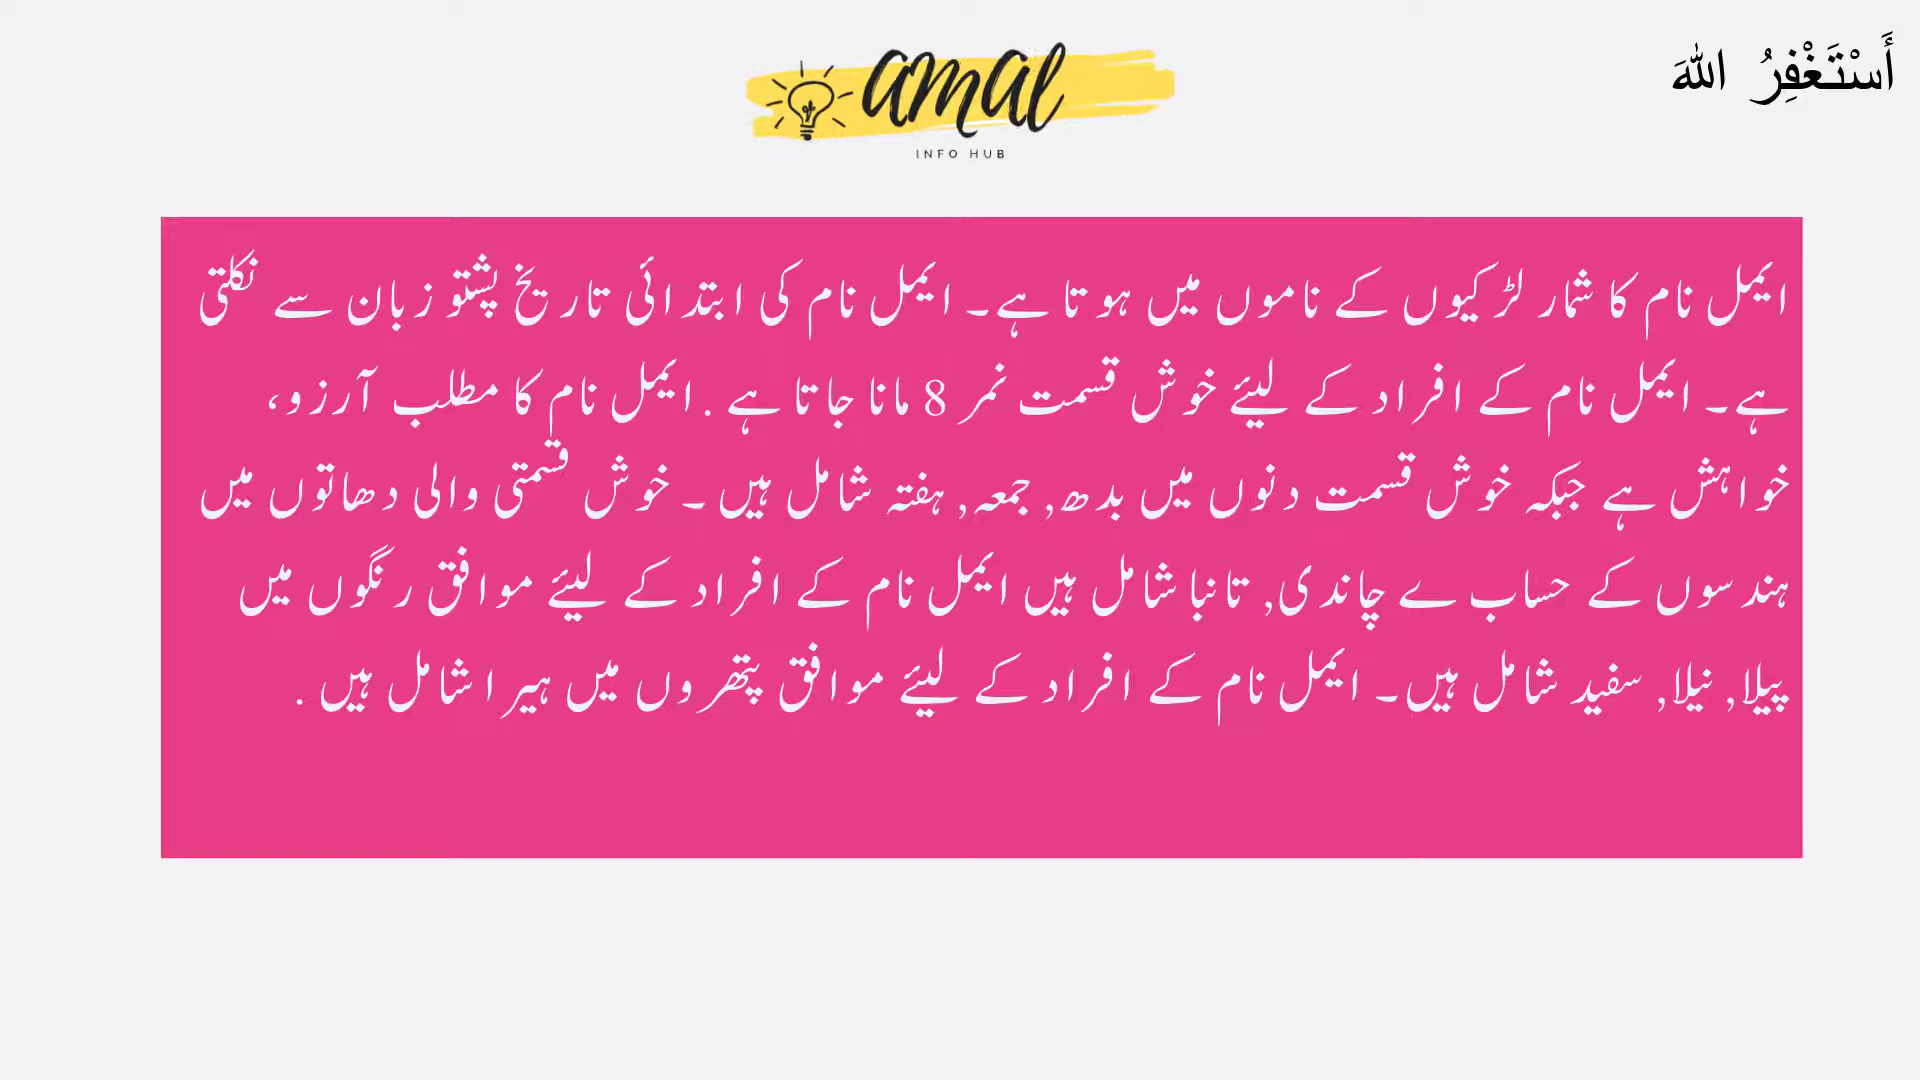 أَسْتَغْفِرُ اللهَ
amal
INFO HUB
ایمل نام کا شمار لڑکیوں کے ناموں میں ہوتا ہے۔ ایمل نام کی ابتدائی تاریخ پشتو زبان سے نکلتی
ہے۔ ایمل نام کے افراد کے لیئے خوش قسمت نمر 8 مانا جاتا ہے .ایمل نام کا مطلب آرزو،
خواہش ہے جبکہ خوش قسمت دنوں میں بدھ, جمعہ, ہفتہ شامل ہیں ۔ خوش قسمتی والی دھاتوں میں
ہندسوں کے حساب ے چاندی, تانبا شامل ہیں ایمل نام کے افراد کے لیئے موافق رنگوں میں
پیلا, نیلا, سفید شامل ہیں۔ ایمل نام کے افراد کے لیئے موافق پتھروں میں ہیرا شامل ہیں .